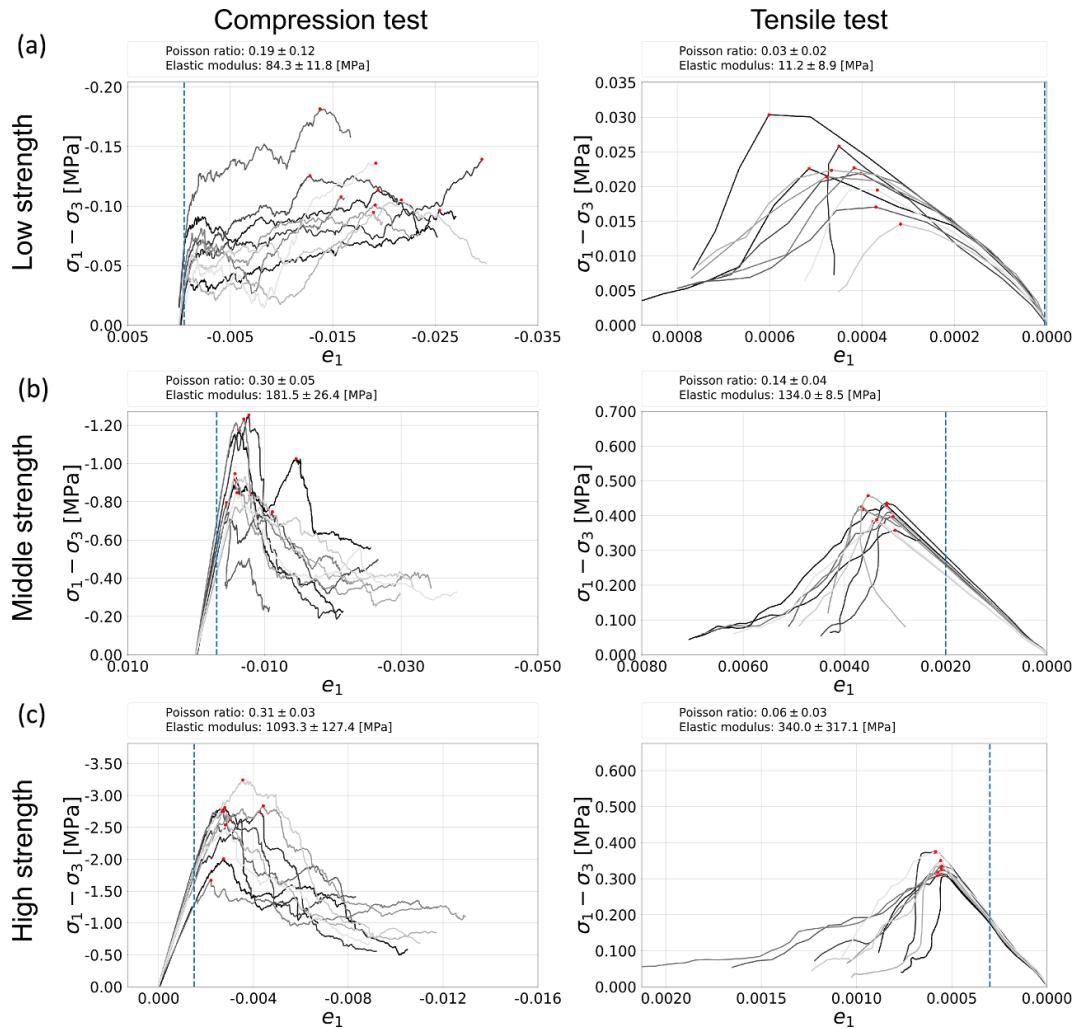 Compression test
Tensile test
(a)
Low strength
Poisson ratio: 0.19 ± 0.12
Elastic modulus: 84.3 ± 11.8 [MPa]
σ1 − σ3 [MPa]
-0.20
-0.15
-0.10
-0.05
0.00
0.005 -0.005 -0.015 -0.025 -0.035
e1
Poisson ratio: 0.03 ± 0.02
Elastic modulus: 11.2 ± 8.9 [MPa]
σ1 − σ3 [MPa]
0.035
0.030
0.025
0.020
0.015
0.010
0.005
0.000
0.0008 0.0006 0.0004 0.0002 0.0000
e1
(b)
Middle strength
Poisson ratio: 0.30 ± 0.05
Elastic modulus: 181.5 ± 26.4 [MPa]
σ1 − σ3 [MPa]
-1.20
-1.00
-0.80
-0.60
-0.40
-0.20
0.00
0.010 -0.010 -0.030 -0.050
e1
Poisson ratio: 0.14 ± 0.04
Elastic modulus: 134.0 ± 8.5 [MPa]
σ1 − σ3 [MPa]
0.700
0.600
0.500
0.400
0.300
0.200
0.100
0.000
0.0080 0.0060 0.0040 0.0020 0.0000
e1
(c)
High strength
Poisson ratio: 0.31 ± 0.03
Elastic modulus: 1093.3 ± 127.4 [MPa]
σ1 − σ3 [MPa]
-3.50
-3.00
-2.50
-2.00
-1.50
-1.00
-0.50
0.00
0.000 -0.004 -0.008 -0.012 -0.016
e1
Poisson ratio: 0.06 ± 0.03
Elastic modulus: 340.0 ± 317.1 [MPa]
σ1 − σ3 [MPa]
0.600
0.500
0.400
0.300
0.200
0.100
0.000
0.0020 0.0015 0.0010 0.0005 0.0000
e1